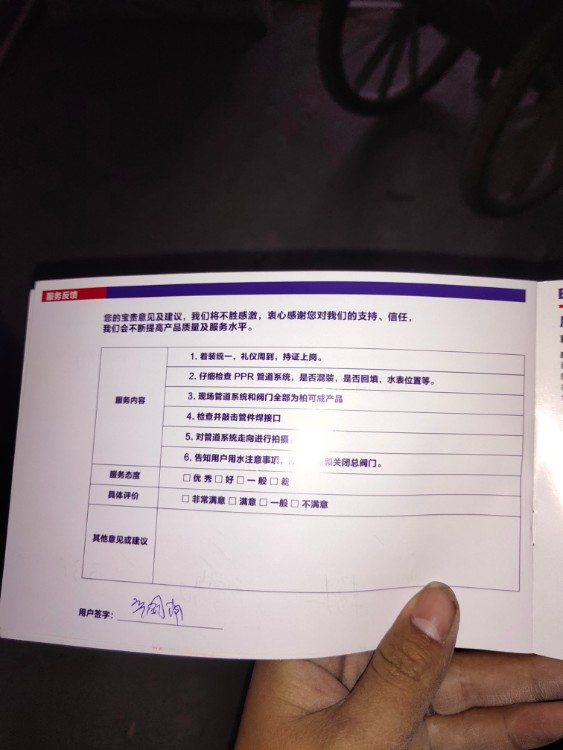 服务反馈
您的宝贵意见及建议，我们将不胜感激，衷心感谢您对我们的支持、信任，
我们会不断提高产品质量及服务水平。
服务内容
1. 着装统一，礼仪周到，持证上岗。
2. 仔细检查 PPR 管道系统，是否混装，是否回填，水表位置等。
3. 现场管道系统和阀门全部为柏可威产品
4. 检查并敲击管件焊接口
5. 对管道系统走向进行拍摄
6. 告知用户用水注意事项，和关闭总阀门。
服务态度
□ 优 秀 □ 好 □ 一 般 □ 差
具体评价
□ 非常满意 □ 满意 □ 一般 □ 不满意
其他意见或建议
用户签字：